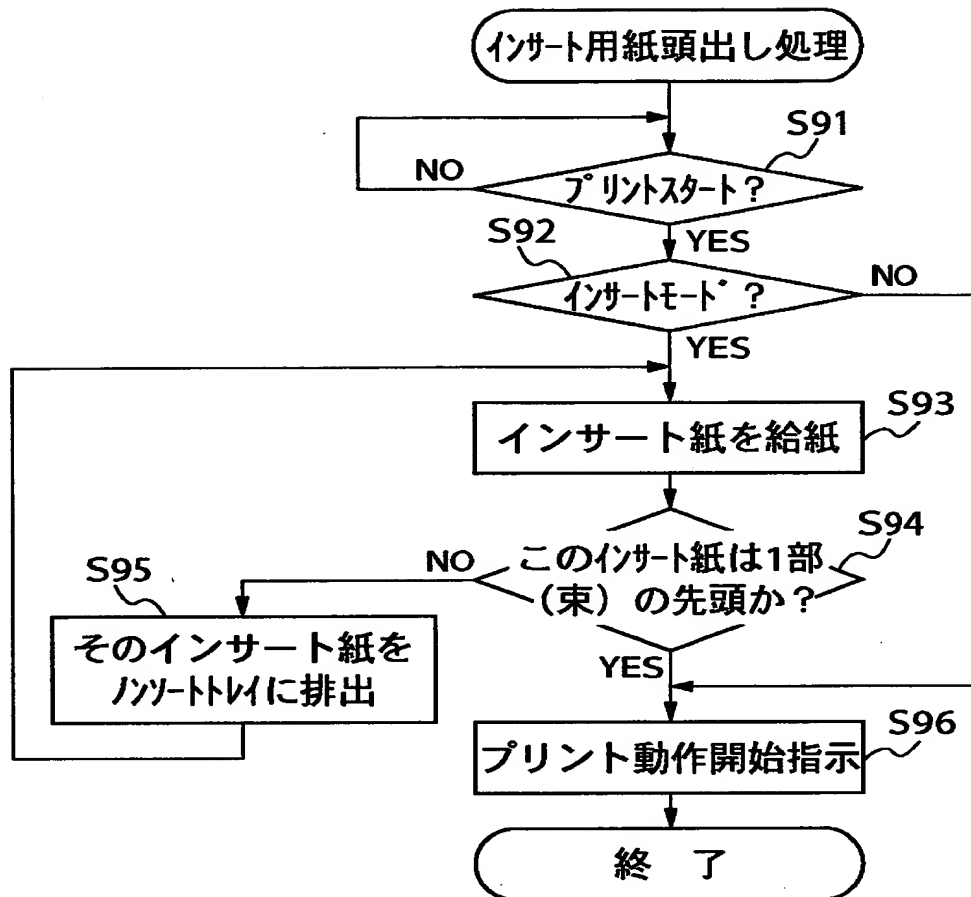 インサート用紙頭出し処理
S91
NO
プリントスタート？
YES
S92
NO
インサートモード？
YES
S93
インサート紙を給紙
S94
NO
このインサート紙は1部
（束）の先頭か？
S95
そのインサート紙を
ノンソートトレイに排出
YES
S96
プリント動作開始指示
終 了